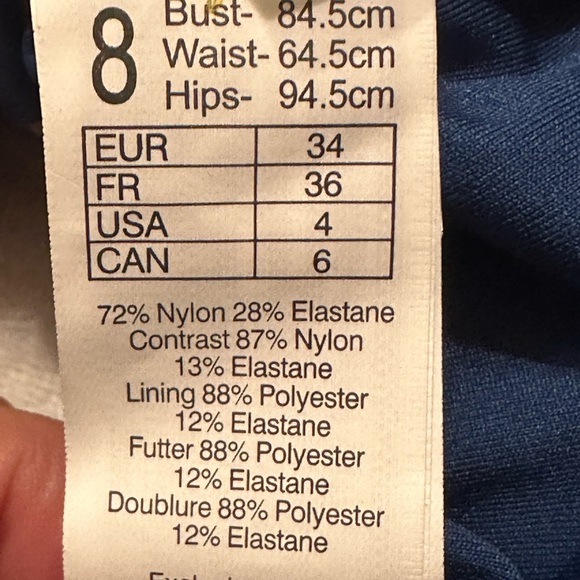 8
Bust- 84.5cm
Waist- 64.5cm
Hips- 94.5cm
EUR 34
FR 36
USA 4
CAN 6
72% Nylon 28% Elastane
Contrast 87% Nylon
13% Elastane
Lining 88% Polyester
12% Elastane
Futter 88% Polyester
12% Elastane
Doublure 88% Polyester
12% Elastane